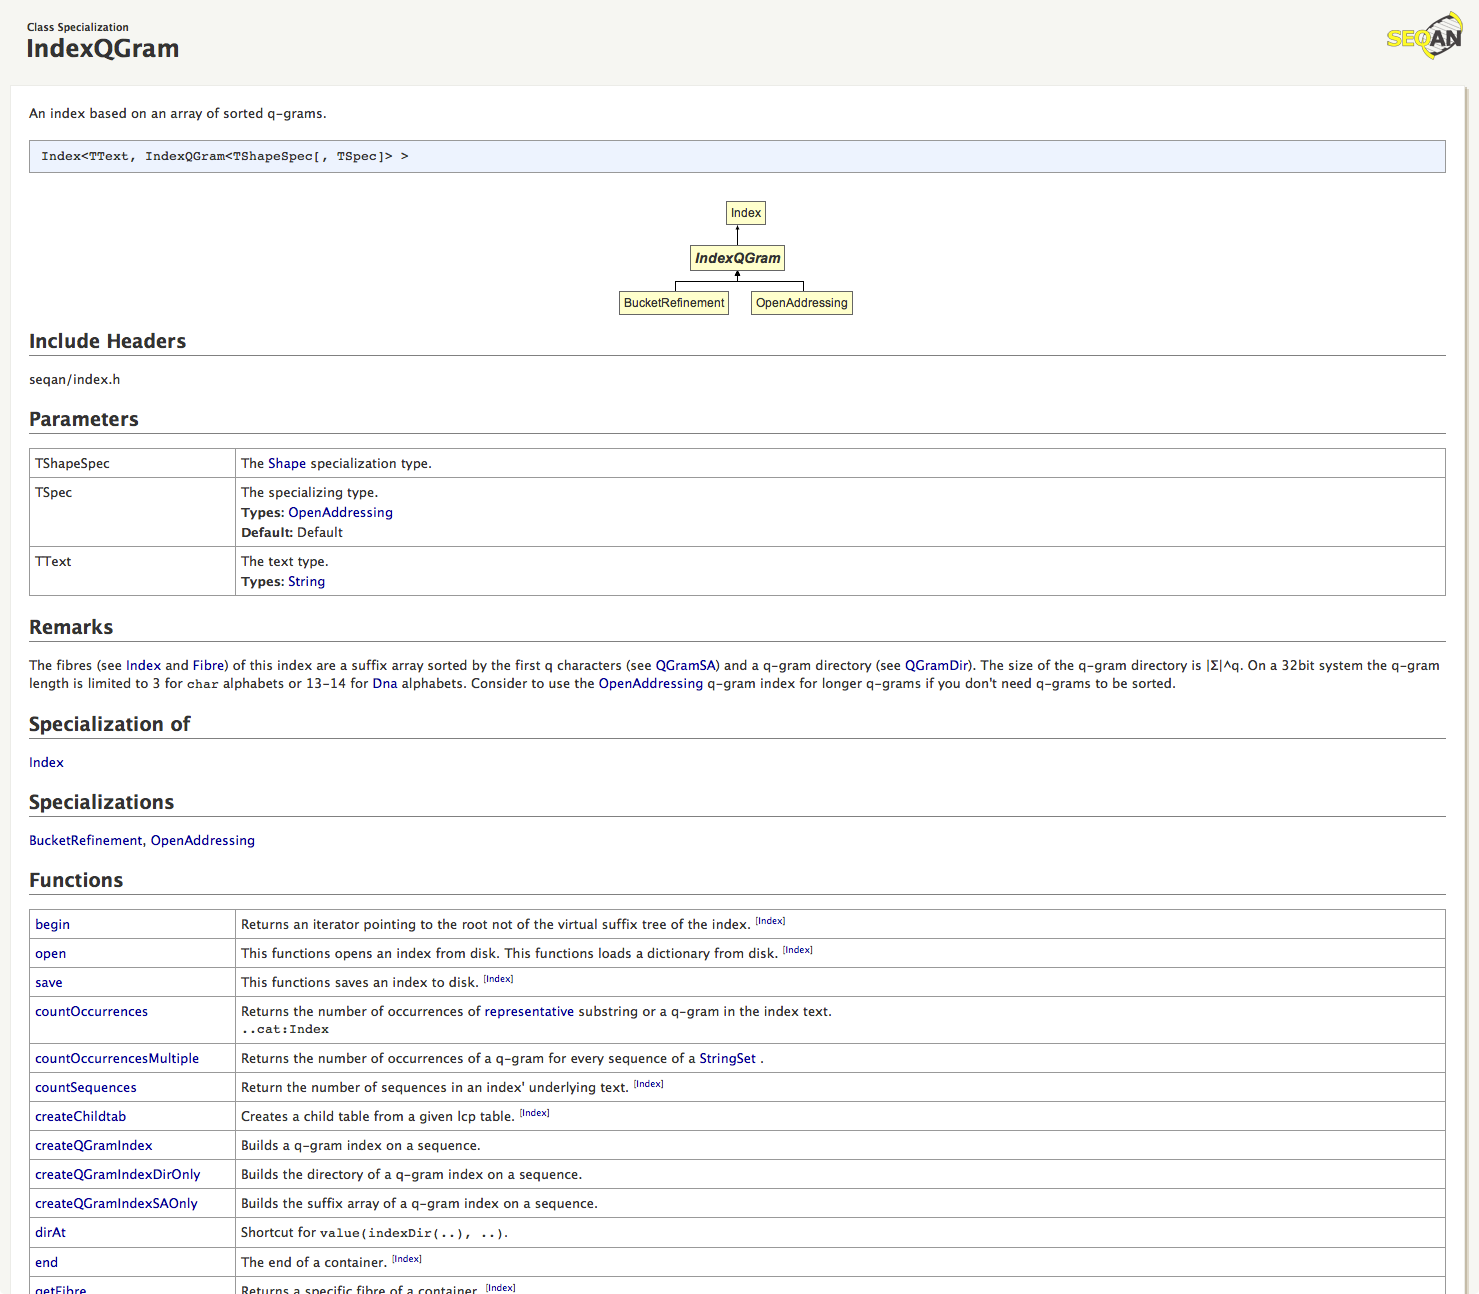 Class Specialization
IndexQGram
SEQAN
An index based on an array of sorted q-grams.
Index<TText, IndexQGram<TShapeSpec[, TSpec]> >
Index
IndexQGram
BucketRefinement OpenAddressing
Include Headers
seqan/index.h
Parameters
TShapeSpec The Shape specialization type.
TSpec The specializing type.
Types: OpenAddressing
Default: Default
TText The text type.
Types: String
Remarks
The fibres (see Index and Fibre) of this index are a suffix array sorted by the first q characters (see QGramSA) and a q-gram directory (see QGramDir). The size of the q-gram directory is |Σ|^q. On a 32bit system the q-gram
length is limited to 3 for char alphabets or 13-14 for Dna alphabets. Consider to use the OpenAddressing q-gram index for longer q-grams if you don't need q-grams to be sorted.
Specialization of
Index
Specializations
BucketRefinement, OpenAddressing
Functions
begin Returns an iterator pointing to the root not of the virtual suffix tree of the index. [Index]
open This functions opens an index from disk. This functions loads a dictionary from disk. [Index]
save This functions saves an index to disk. [Index]
countOccurrences Returns the number of occurrences of representative substring or a q-gram in the index text.
..cat:Index
countOccurrencesMultiple Returns the number of occurrences of a q-gram for every sequence of a StringSet .
countSequences Return the number of sequences in an index' underlying text. [Index]
createChildtab Creates a child table from a given lcp table. [Index]
createQGramIndex Builds a q-gram index on a sequence.
createQGramIndexDirOnly Builds the directory of a q-gram index on a sequence.
createQGramIndexSAOnly Builds the suffix array of a q-gram index on a sequence.
dirAt Shortcut for value(indexDir(..), ..).
end The end of a container. [Index]
getFibre Returns a specific fibre of a container. [Index]